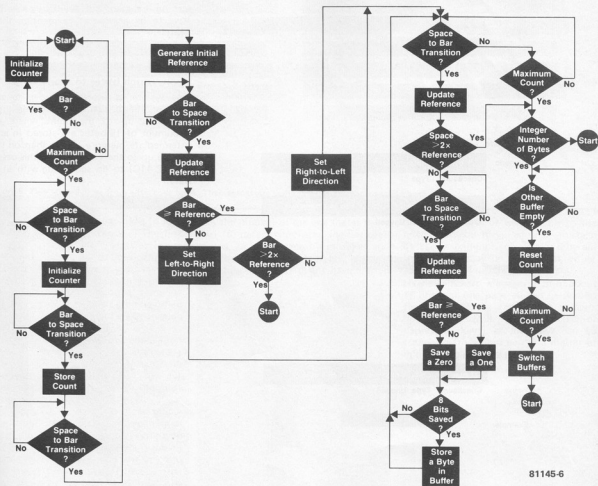 Start
Initialize
Counter
Bar
?
Yes
No
Maximum
Count
?
No
Yes
Space
to Bar
Transition
?
No
Yes
Initialize
Counter
Bar
to Space
Transition
?
No
Yes
Store
Count
Space
to Bar
Transition
?
No
Yes
Generate Initial
Reference
Bar
to Space
Transition
?
No
Yes
Update
Reference
Bar
≥ Reference
?
Yes
No
Set
Left-to-Right
Direction
Bar
>2×
Reference
?
No
Yes
Start
Set
Right-to-Left
Direction
Space
to Bar
Transition
?
No
Yes
Update
Reference
Space
>2×
Reference
?
Yes
No
Bar
to Space
Transition
?
No
Yes
Update
Reference
Bar ≥
Reference
?
Yes
No
Save
a Zero
Save
a One
8
Bits
Saved
?
No
Yes
Store
a Byte
in
Buffer
Maximum
Count
?
No
Yes
Integer
Number
of Bytes
?
No
Start
Yes
Is
Other
Buffer
Empty
?
No
Yes
Reset
Count
Maximum
Count
?
No
Yes
Switch
Buffers
Start
81145-6